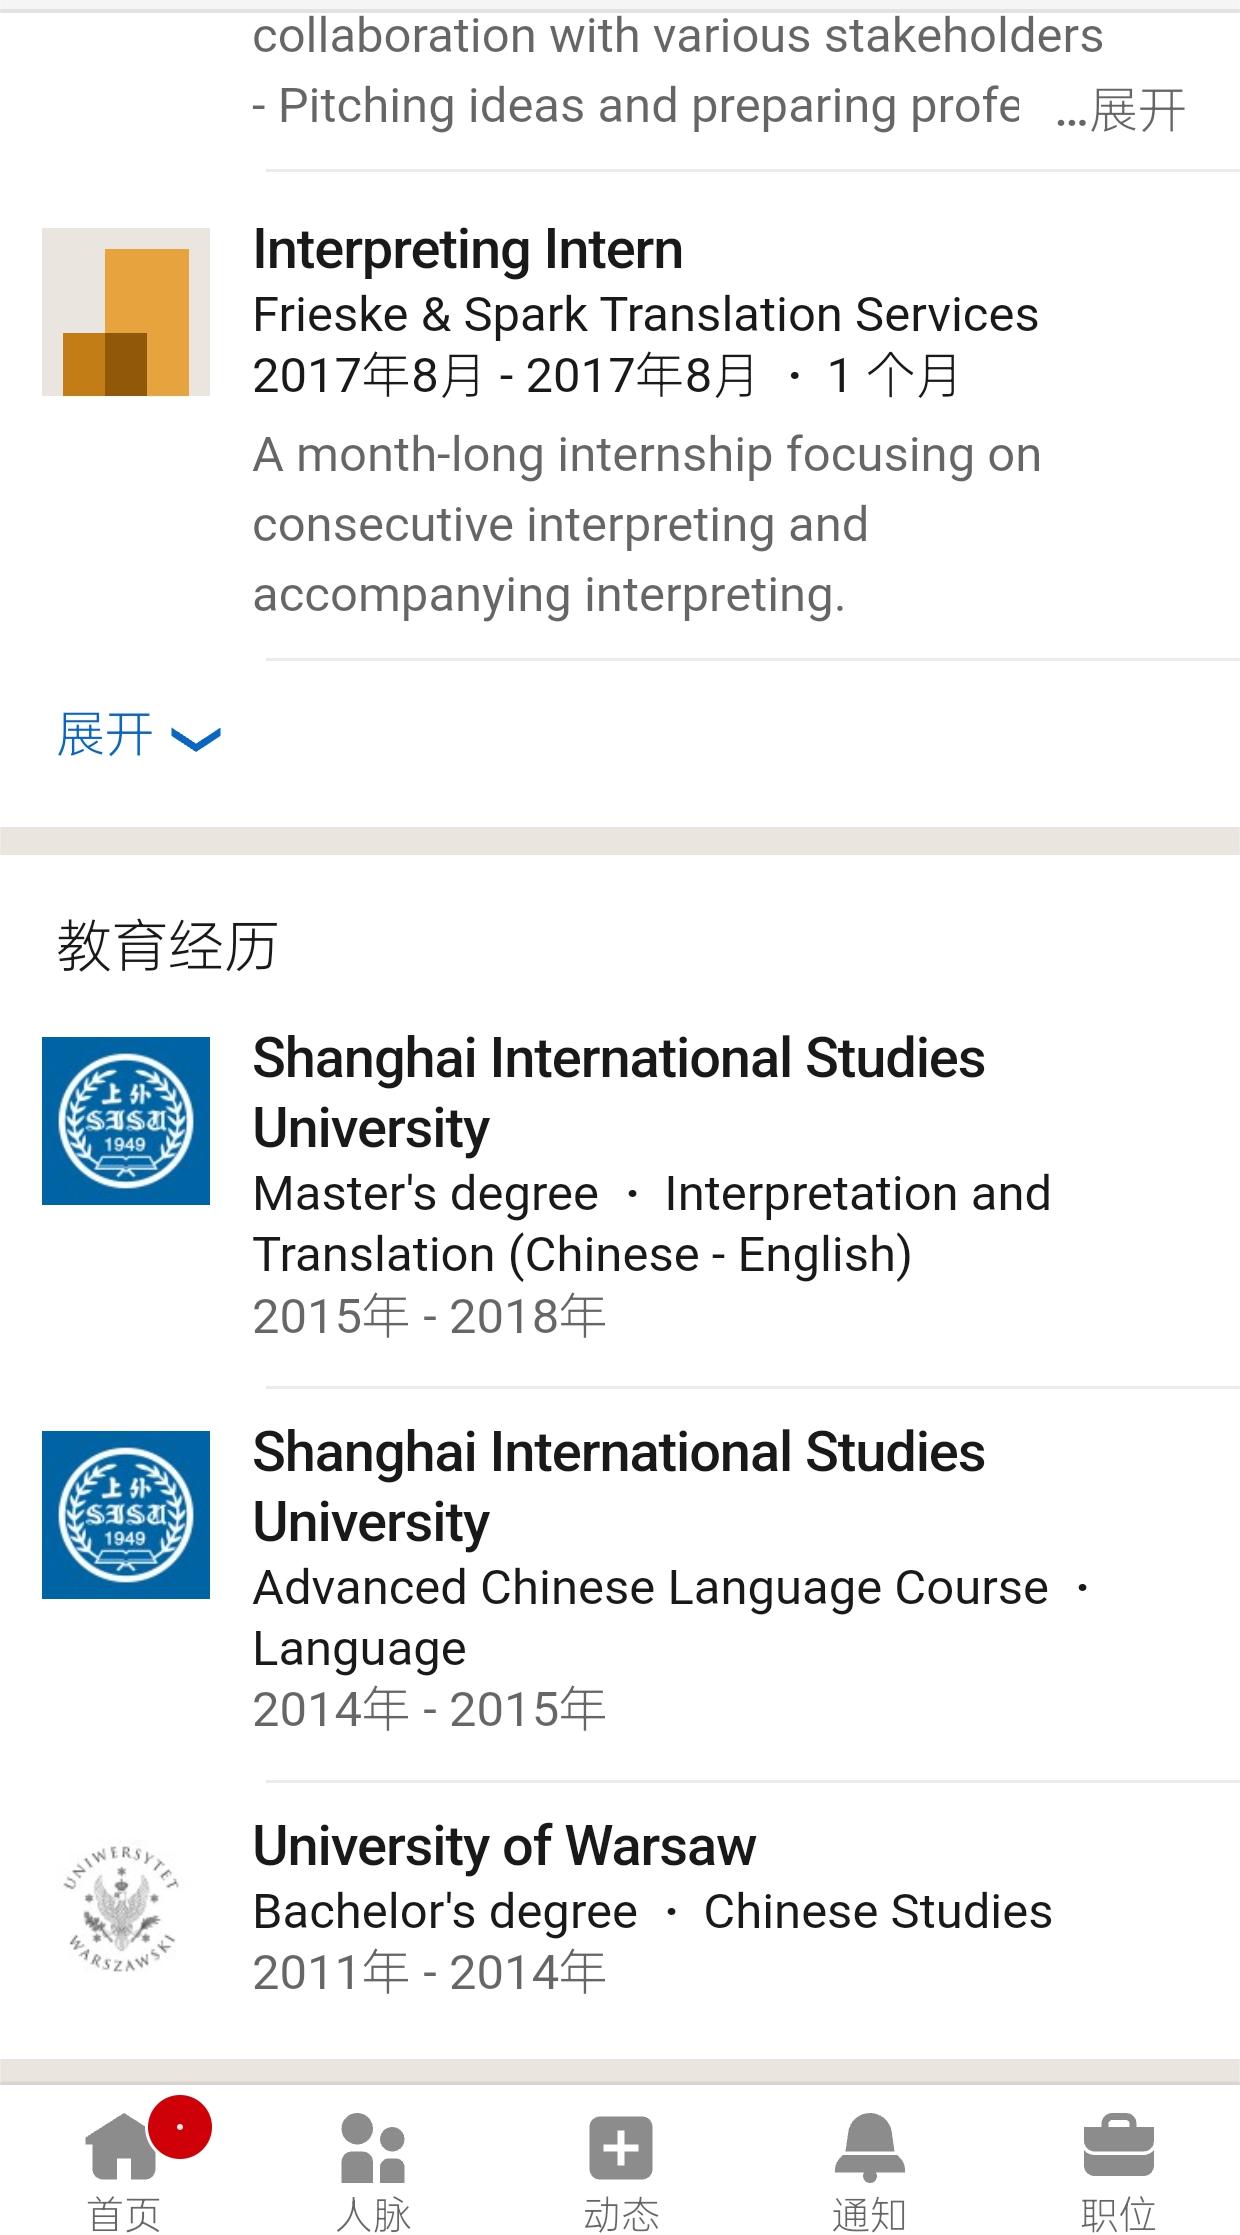 collaboration with various stakeholders
- Pitching ideas and preparing profe ...展开
Interpreting Intern
Frieske & Spark Translation Services
2017年8月 - 2017年8月 · 1 个月
A month-long internship focusing on
consecutive interpreting and
accompanying interpreting.
展开
教育经历
上外
SISU
1949
Shanghai International Studies
University
Master's degree · Interpretation and
Translation (Chinese - English)
2015年 - 2018年
上外
SISU
1949
Shanghai International Studies
University
Advanced Chinese Language Course ·
Language
2014年 - 2015年
UNIWERSYTET
WARSZAWSKI
University of Warsaw
Bachelor's degree · Chinese Studies
2011年 - 2014年
首页 人脉 动态 通知 职位